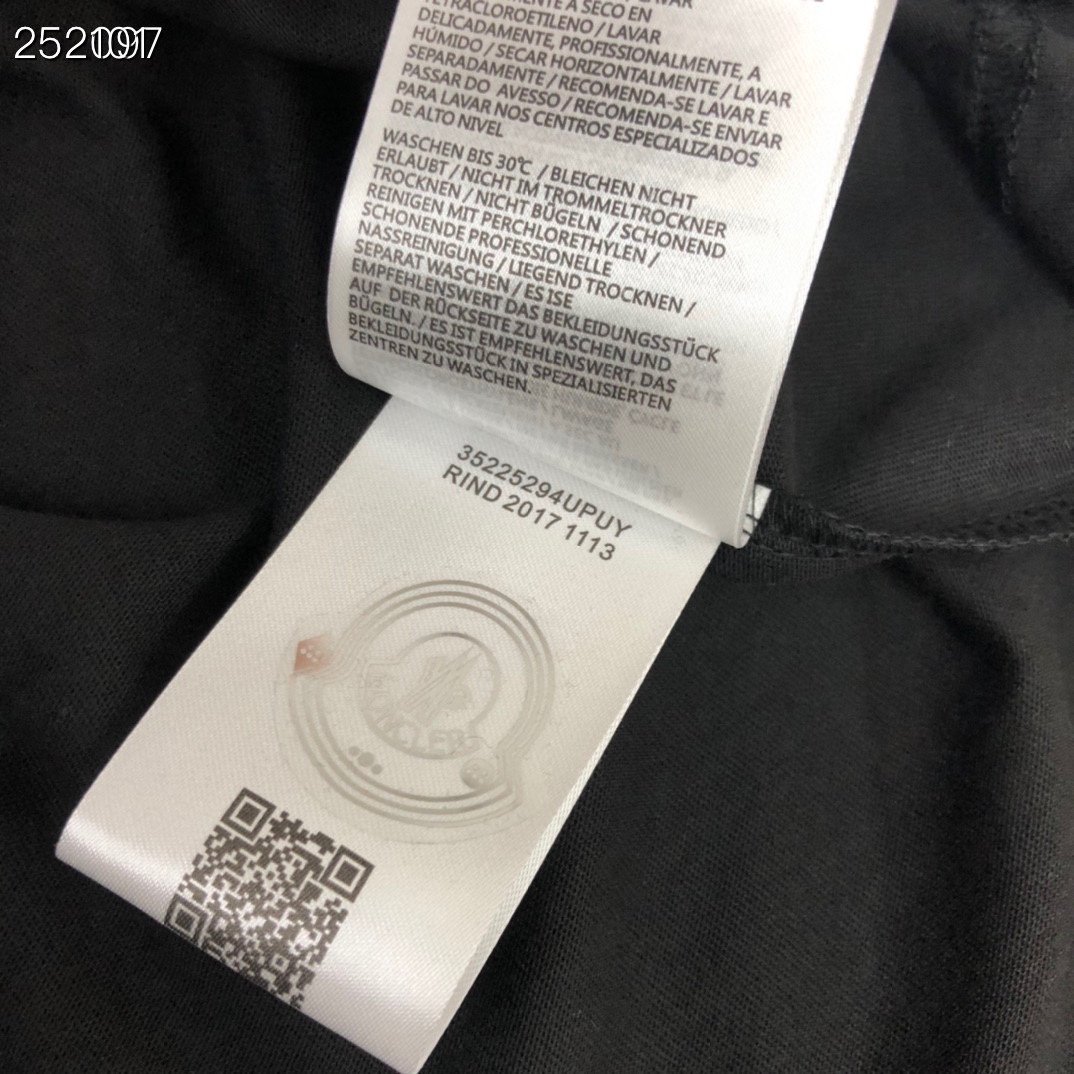 A SECO EN
TETRACLOROETILENO / LAVAR
DELICADAMENTE, PROFISSIONALMENTE, A
HÚMIDO / SECAR HORIZONTALMENTE / LAVAR
SEPARADAMENTE / RECOMENDA-SE LAVAR E
PASSAR DO AVESSO / RECOMENDA-SE ENVIAR
PARA LAVAR NOS CENTROS ESPECIALIZADOS
DE ALTO NIVEL
WASCHEN BIS 30℃ / BLEICHEN NICHT
ERLAUBT / NICHT IM TROMMELTROCKNER
TROCKNEN / NICHT BÜGELN / SCHONEND
REINIGEN MIT PERCHLORETHYLEN /
SCHONENDE PROFESSIONELLE
NASSREINIGUNG / LIEGEND TROCKNEN /
SEPARAT WASCHEN / ES ISE
EMPFEHLENSWERT DAS BEKLEIDUNGSSTÜCK
AUF DER RÜCKSEITE ZU WASCHEN UND
BÜGELN. / ES IST EMPFEHLENSWERT, DAS
BEKLEIDUNGSSTÜCK IN SPEZIALISIERTEN
ZENTREN ZU WASCHEN.
35225294UPUY
RIND 2017 1113
MONCLER